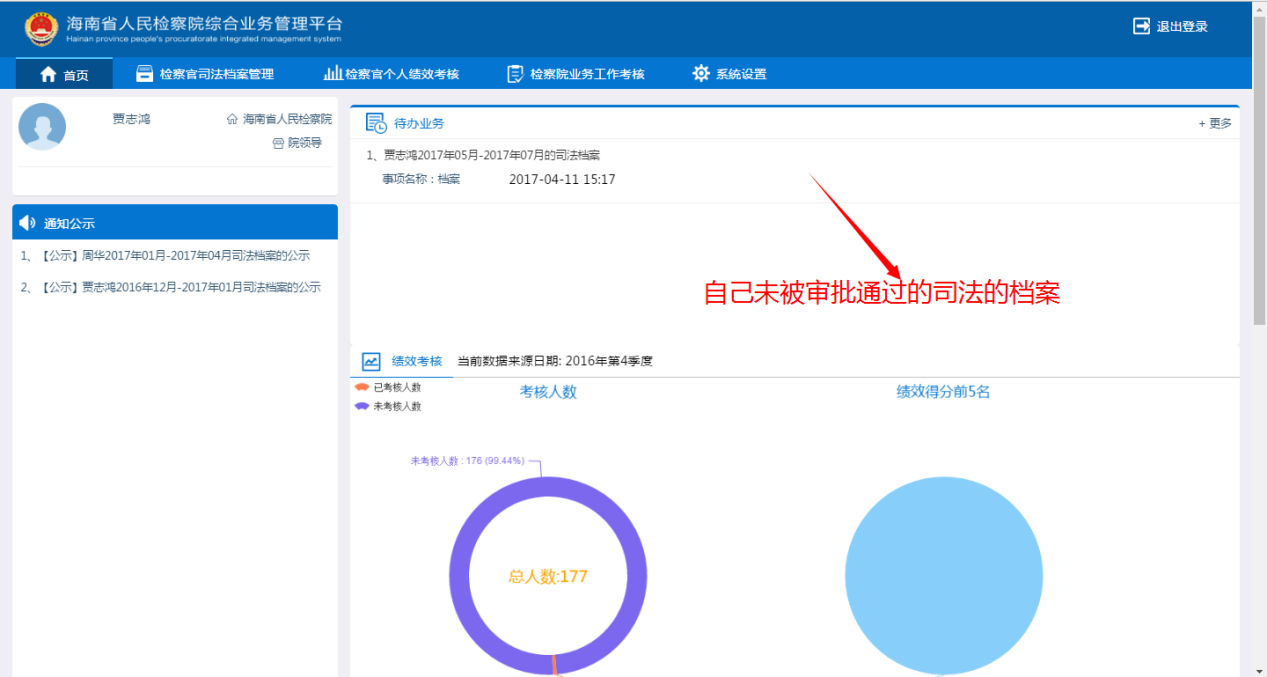 海南省人民检察院综合业务管理平台
Hainan province people's procuratorate integrated management system
退出登录
首页
检察官司法档案管理
检察官个人绩效考核
检察院业务工作考核
系统设置
贾志鸿
海南省人民检察院
院领导
通知公示
1、【公示】周华2017年01月-2017年04月司法档案的公示
2、【公示】贾志鸿2016年12月-2017年01月司法档案的公示
待办业务
+ 更多
1、贾志鸿2017年05月-2017年07月的司法档案
事项名称：档案 2017-04-11 15:17
自己未被审批通过的司法的档案
绩效考核 当前数据来源日期: 2016年第4季度
已考核人数
未考核人数
考核人数
绩效得分前5名
未考核人数 : 176 (99.44%)
总人数:177